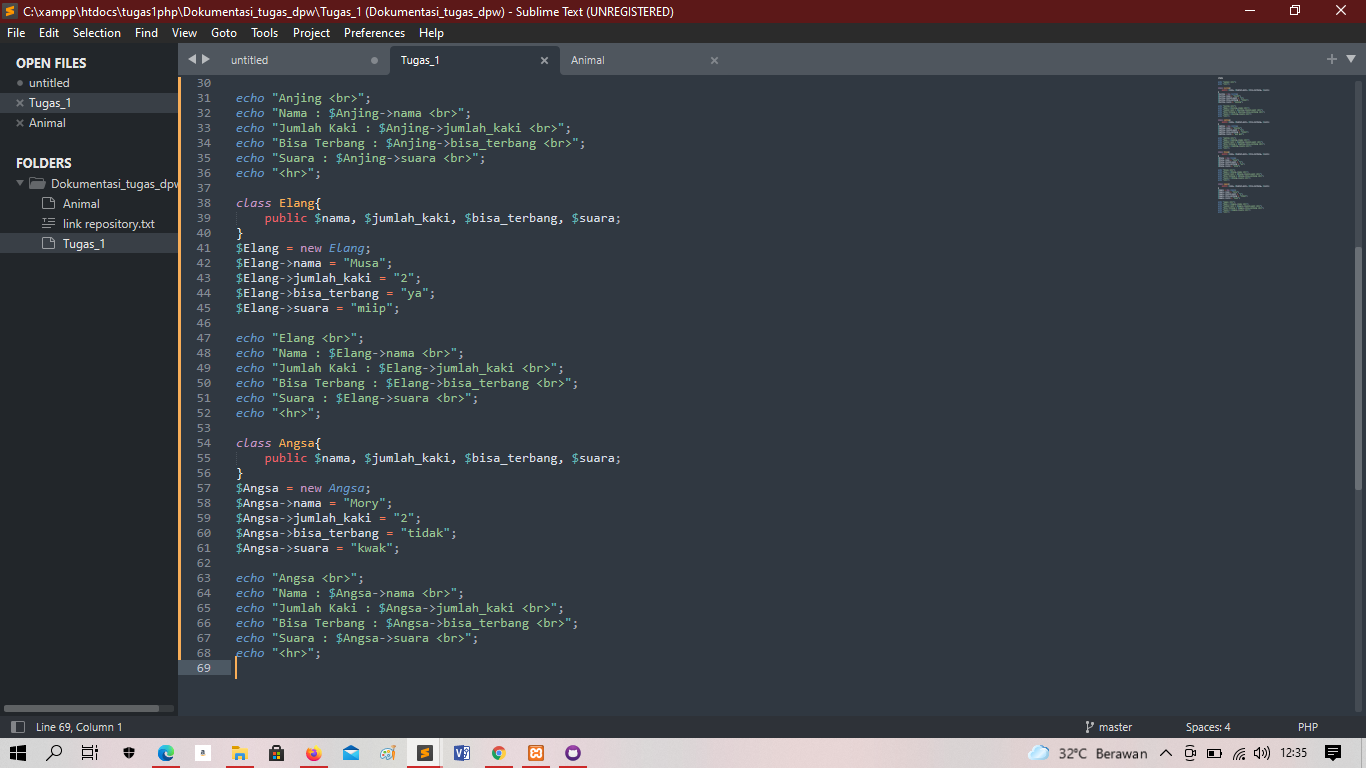 C:\xampp\htdocs\tugas1php\Dokumentasi_tugas_dpw\Tugas_1 (Dokumentasi_tugas_dpw) - Sublime Text (UNREGISTERED)
File Edit Selection Find View Goto Tools Project Preferences Help
OPEN FILES
untitled
Tugas_1
Animal
FOLDERS
Dokumentasi_tugas_dpw
Animal
link repository.txt
Tugas_1
untitled Tugas_1 Animal
30
31 echo "Anjing <br>";
32 echo "Nama : $Anjing->nama <br>";
33 echo "Jumlah Kaki : $Anjing->jumlah_kaki <br>";
34 echo "Bisa Terbang : $Anjing->bisa_terbang <br>";
35 echo "Suara : $Anjing->suara <br>";
36 echo "<hr>";
37
38 class Elang{
39 public $nama, $jumlah_kaki, $bisa_terbang, $suara;
40 }
41 $Elang = new Elang;
42 $Elang->nama = "Musa";
43 $Elang->jumlah_kaki = "2";
44 $Elang->bisa_terbang = "ya";
45 $Elang->suara = "miip";
46
47 echo "Elang <br>";
48 echo "Nama : $Elang->nama <br>";
49 echo "Jumlah Kaki : $Elang->jumlah_kaki <br>";
50 echo "Bisa Terbang : $Elang->bisa_terbang <br>";
51 echo "Suara : $Elang->suara <br>";
52 echo "<hr>";
53
54 class Angsa{
55 public $nama, $jumlah_kaki, $bisa_terbang, $suara;
56 }
57 $Angsa = new Angsa;
58 $Angsa->nama = "Mory";
59 $Angsa->jumlah_kaki = "2";
60 $Angsa->bisa_terbang = "tidak";
61 $Angsa->suara = "kwak";
62
63 echo "Angsa <br>";
64 echo "Nama : $Angsa->nama <br>";
65 echo "Jumlah Kaki : $Angsa->jumlah_kaki <br>";
66 echo "Bisa Terbang : $Angsa->bisa_terbang <br>";
67 echo "Suara : $Angsa->suara <br>";
68 echo "<hr>";
69
Line 69, Column 1 master Spaces: 4 PHP
32°C Berawan 12:35